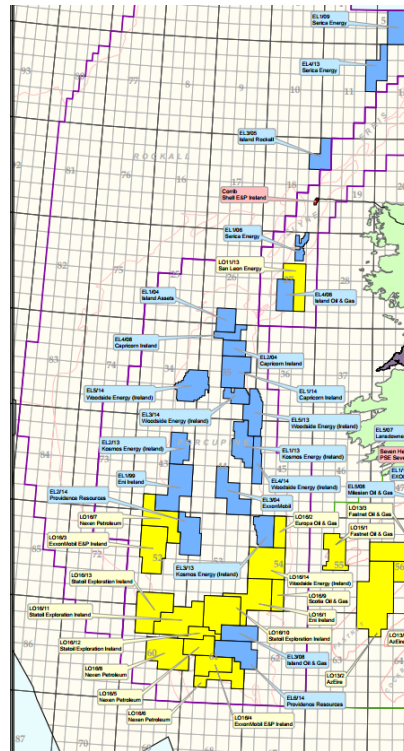 EL1/09
Serica Energy
EL4/13
Serica Energy
EL3/05
Island Rockall
ROCKALL
Corrib
Shell E&P Ireland
EL1/06
Serica Energy
LO11/13
San Leon Energy
EL4/06
Island Oil & Gas
EL1/04
Island Assets
EL4/08
Capricorn Ireland
EL2/04
Capricorn Ireland
EL5/14
Woodside Energy (Ireland)
EL1/14
Capricorn Ireland
EL3/14
Woodside Energy (Ireland)
EL5/13
Woodside Energy (Ireland)
EL2/13
Kosmos Energy (Ireland)
EL1/13
Kosmos Energy (Ireland)
EL1/99
Eni Ireland
EL4/14
Woodside Energy (Ireland)
EL5/07
Lansdowne
Seven He
PSE Seve
EL2/14
Providence Resources
EL3/04
ExxonMobil
EL5/08
Milesian Oil & Gas
LO16/7
Nexen Petroleum
LO16/2
Europa Oil & Gas
LO13/3
Fastnet Oil & Gas
LO15/1
Fastnet Oil & Gas
LO16/3
ExxonMobil E&P Ireland
EL3/13
Kosmos Energy (Ireland)
LO16/13
Statoil Exploration Ireland
LO16/14
Woodside Energy (Ireland)
LO16/11
Statoil Exploration Ireland
LO16/9
Scotia Oil & Gas
LO16/1
Eni Ireland
LO16/12
Statoil Exploration Ireland
LO16/10
Statoil Exploration Ireland
LO16/8
Nexen Petroleum
EL3/08
Island Oil & Gas
LO13/2
AzEire
LO16/5
Nexen Petroleum
EL6/14
Providence Resources
LO16/6
Nexen Petroleum
LO16/4
ExxonMobil E&P Ireland